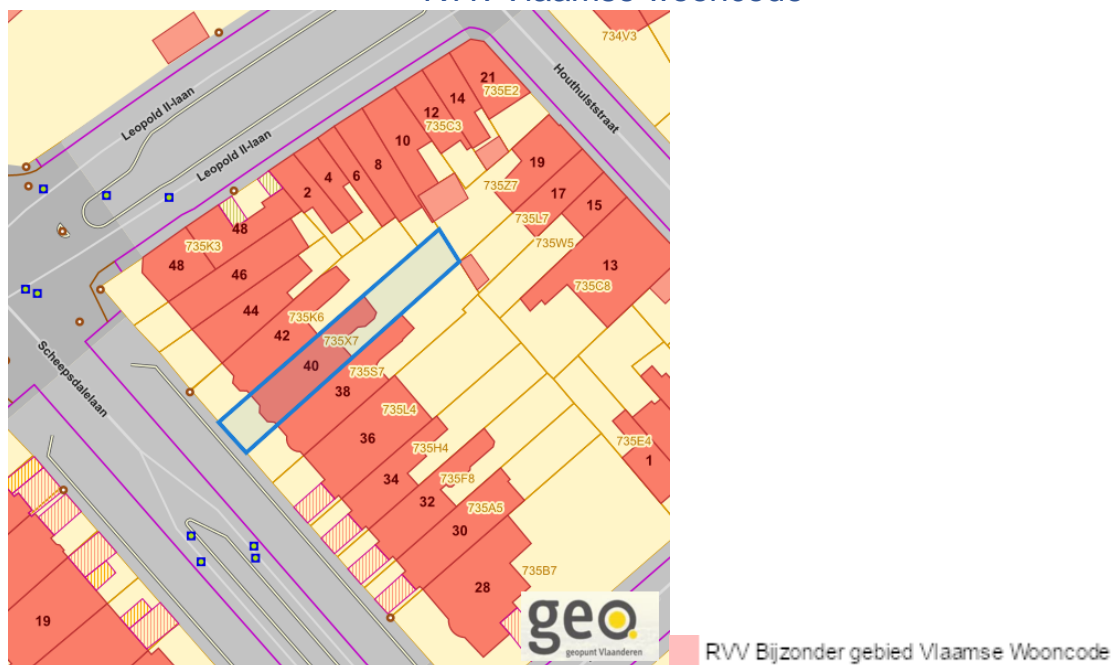 RVV Vlaamse wooncode
734V3
Leopold II-laan
Houthulststraat
21
735E2
14
12
735C3
10
Leopold II-laan
8
6
4
2
19
735Z7
17
15
735L7
735W5
48
735K3
48
46
13
735C8
44
735K6
42
735X7
40
735S7
38
Scheepsdalelaan
735L4
36
735H4
735E4
1
34
735F8
32
735A5
30
735B7
28
19
geo.
geopunt Vlaanderen
RVV Bijzonder gebied Vlaamse Wooncode